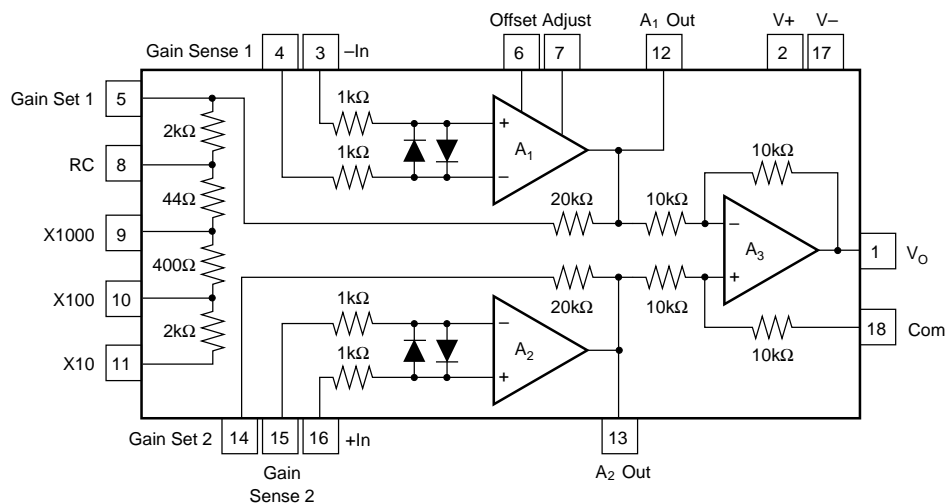 Offset Adjust
A1 Out
V+
V–
Gain Sense 1
4
3
–In
6
7
12
2
17
Gain Set 1
5
2kΩ
RC
8
44Ω
X1000
9
400Ω
X100
10
2kΩ
X10
11
1kΩ
1kΩ
+
–
A1
20kΩ
10kΩ
10kΩ
–
+
A3
1
VO
20kΩ
10kΩ
10kΩ
18
Com
1kΩ
1kΩ
–
+
A2
Gain Set 2
14
15
16
+In
Gain
Sense 2
13
A2 Out